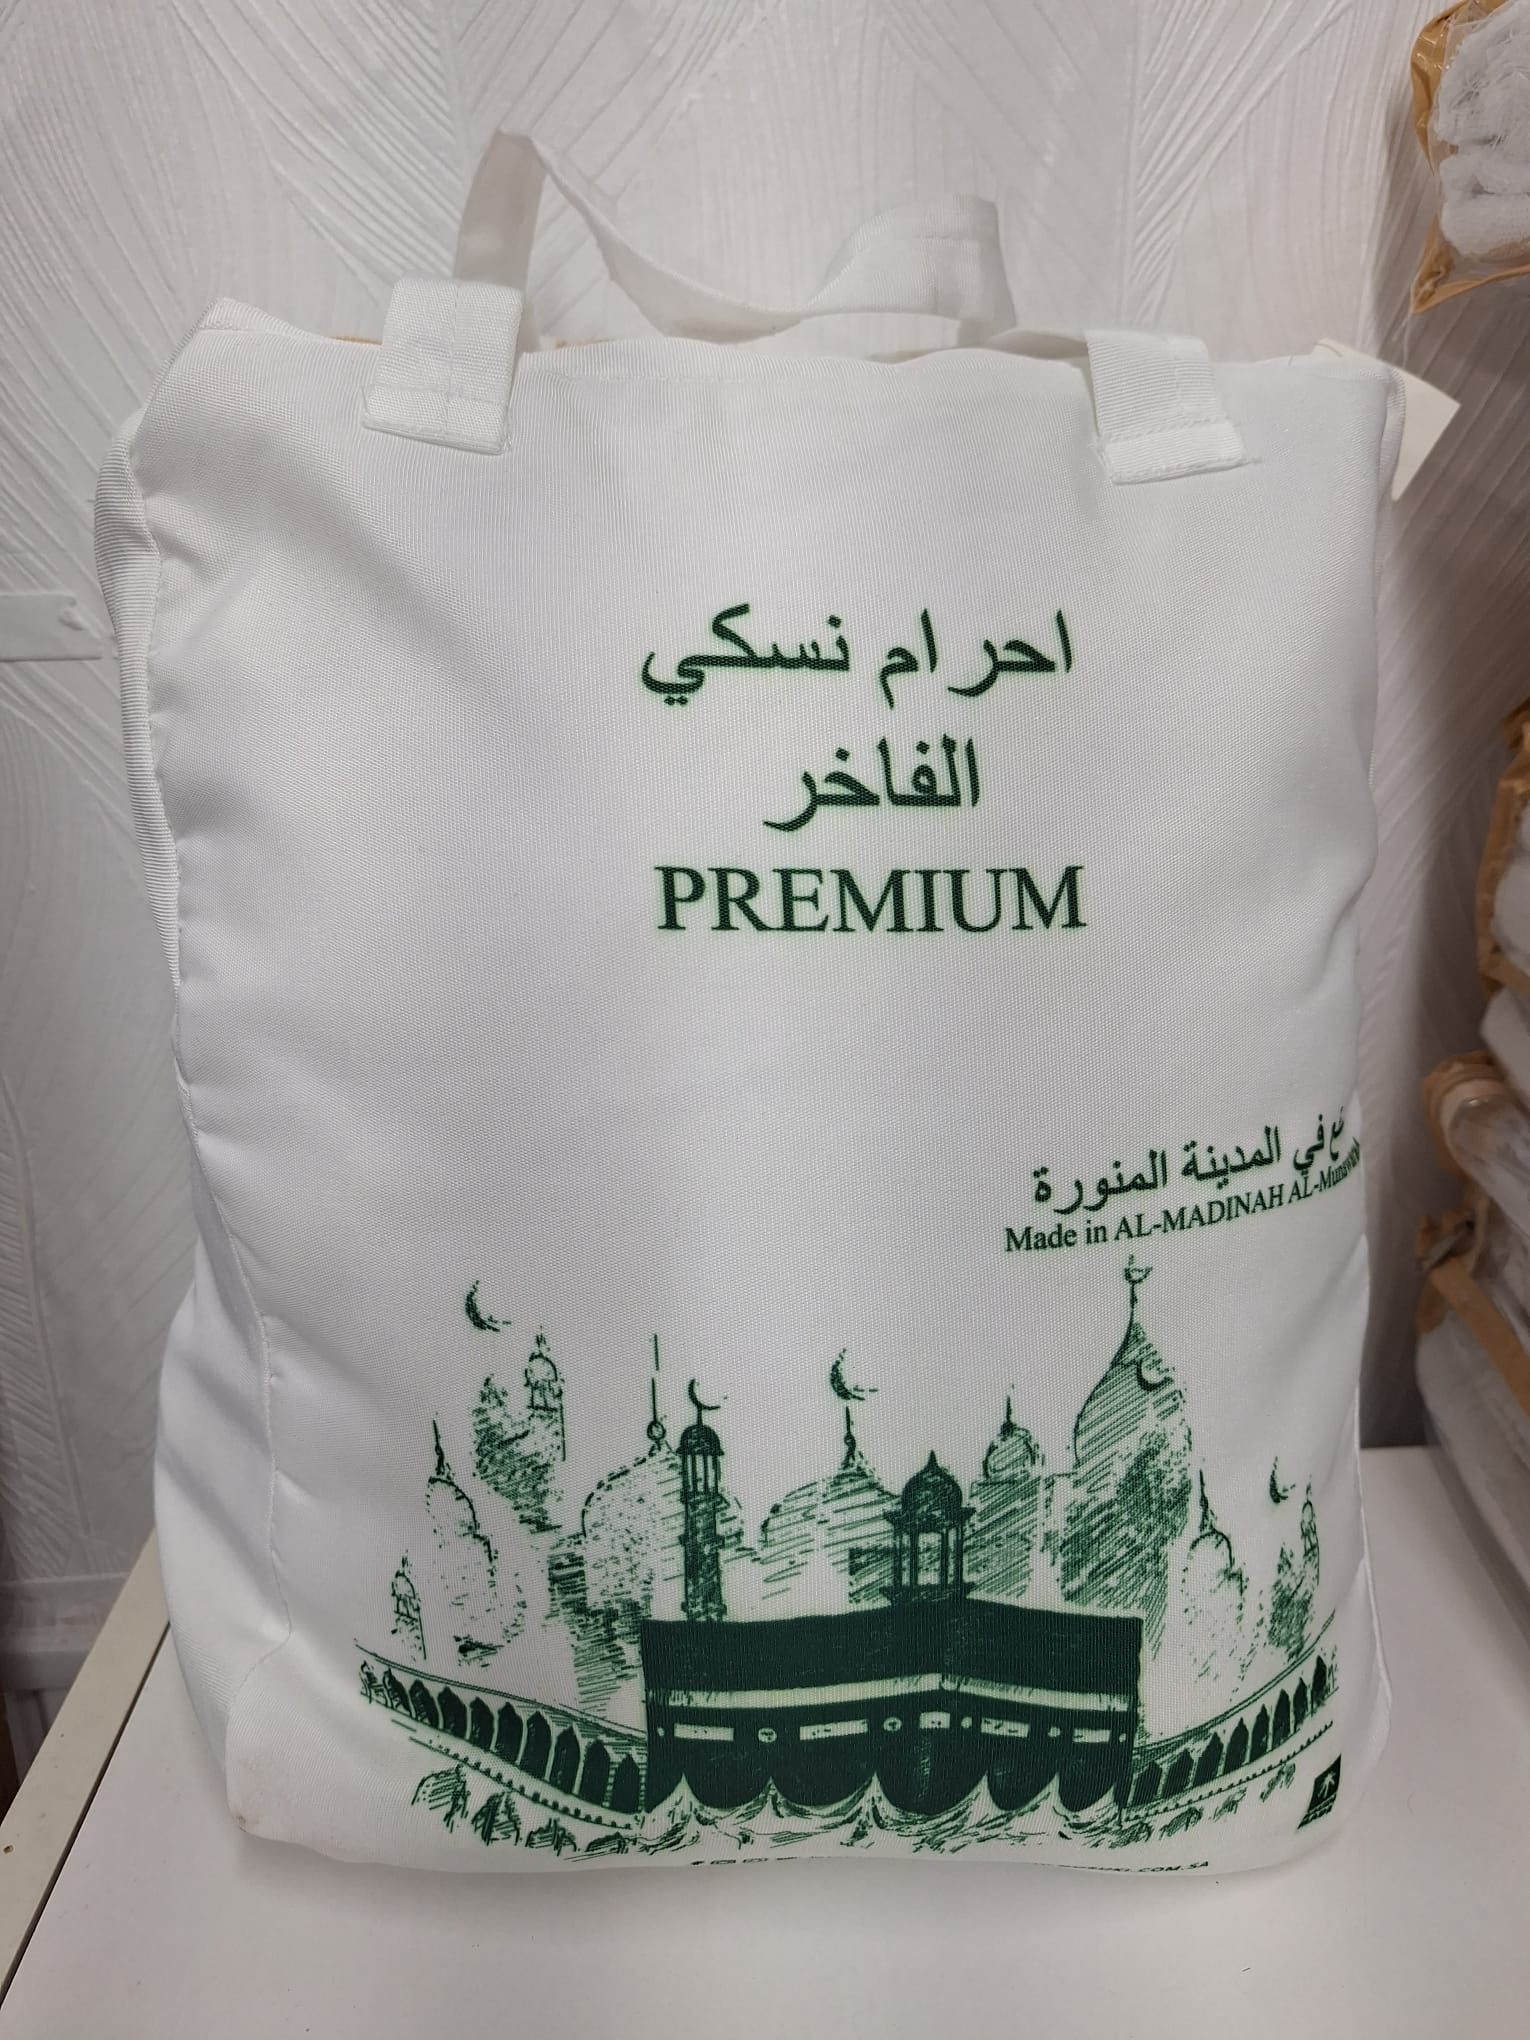 احرام نسكي
الفاخر
PREMIUM
في المدينة المنورة
Made in AL-MADINAH